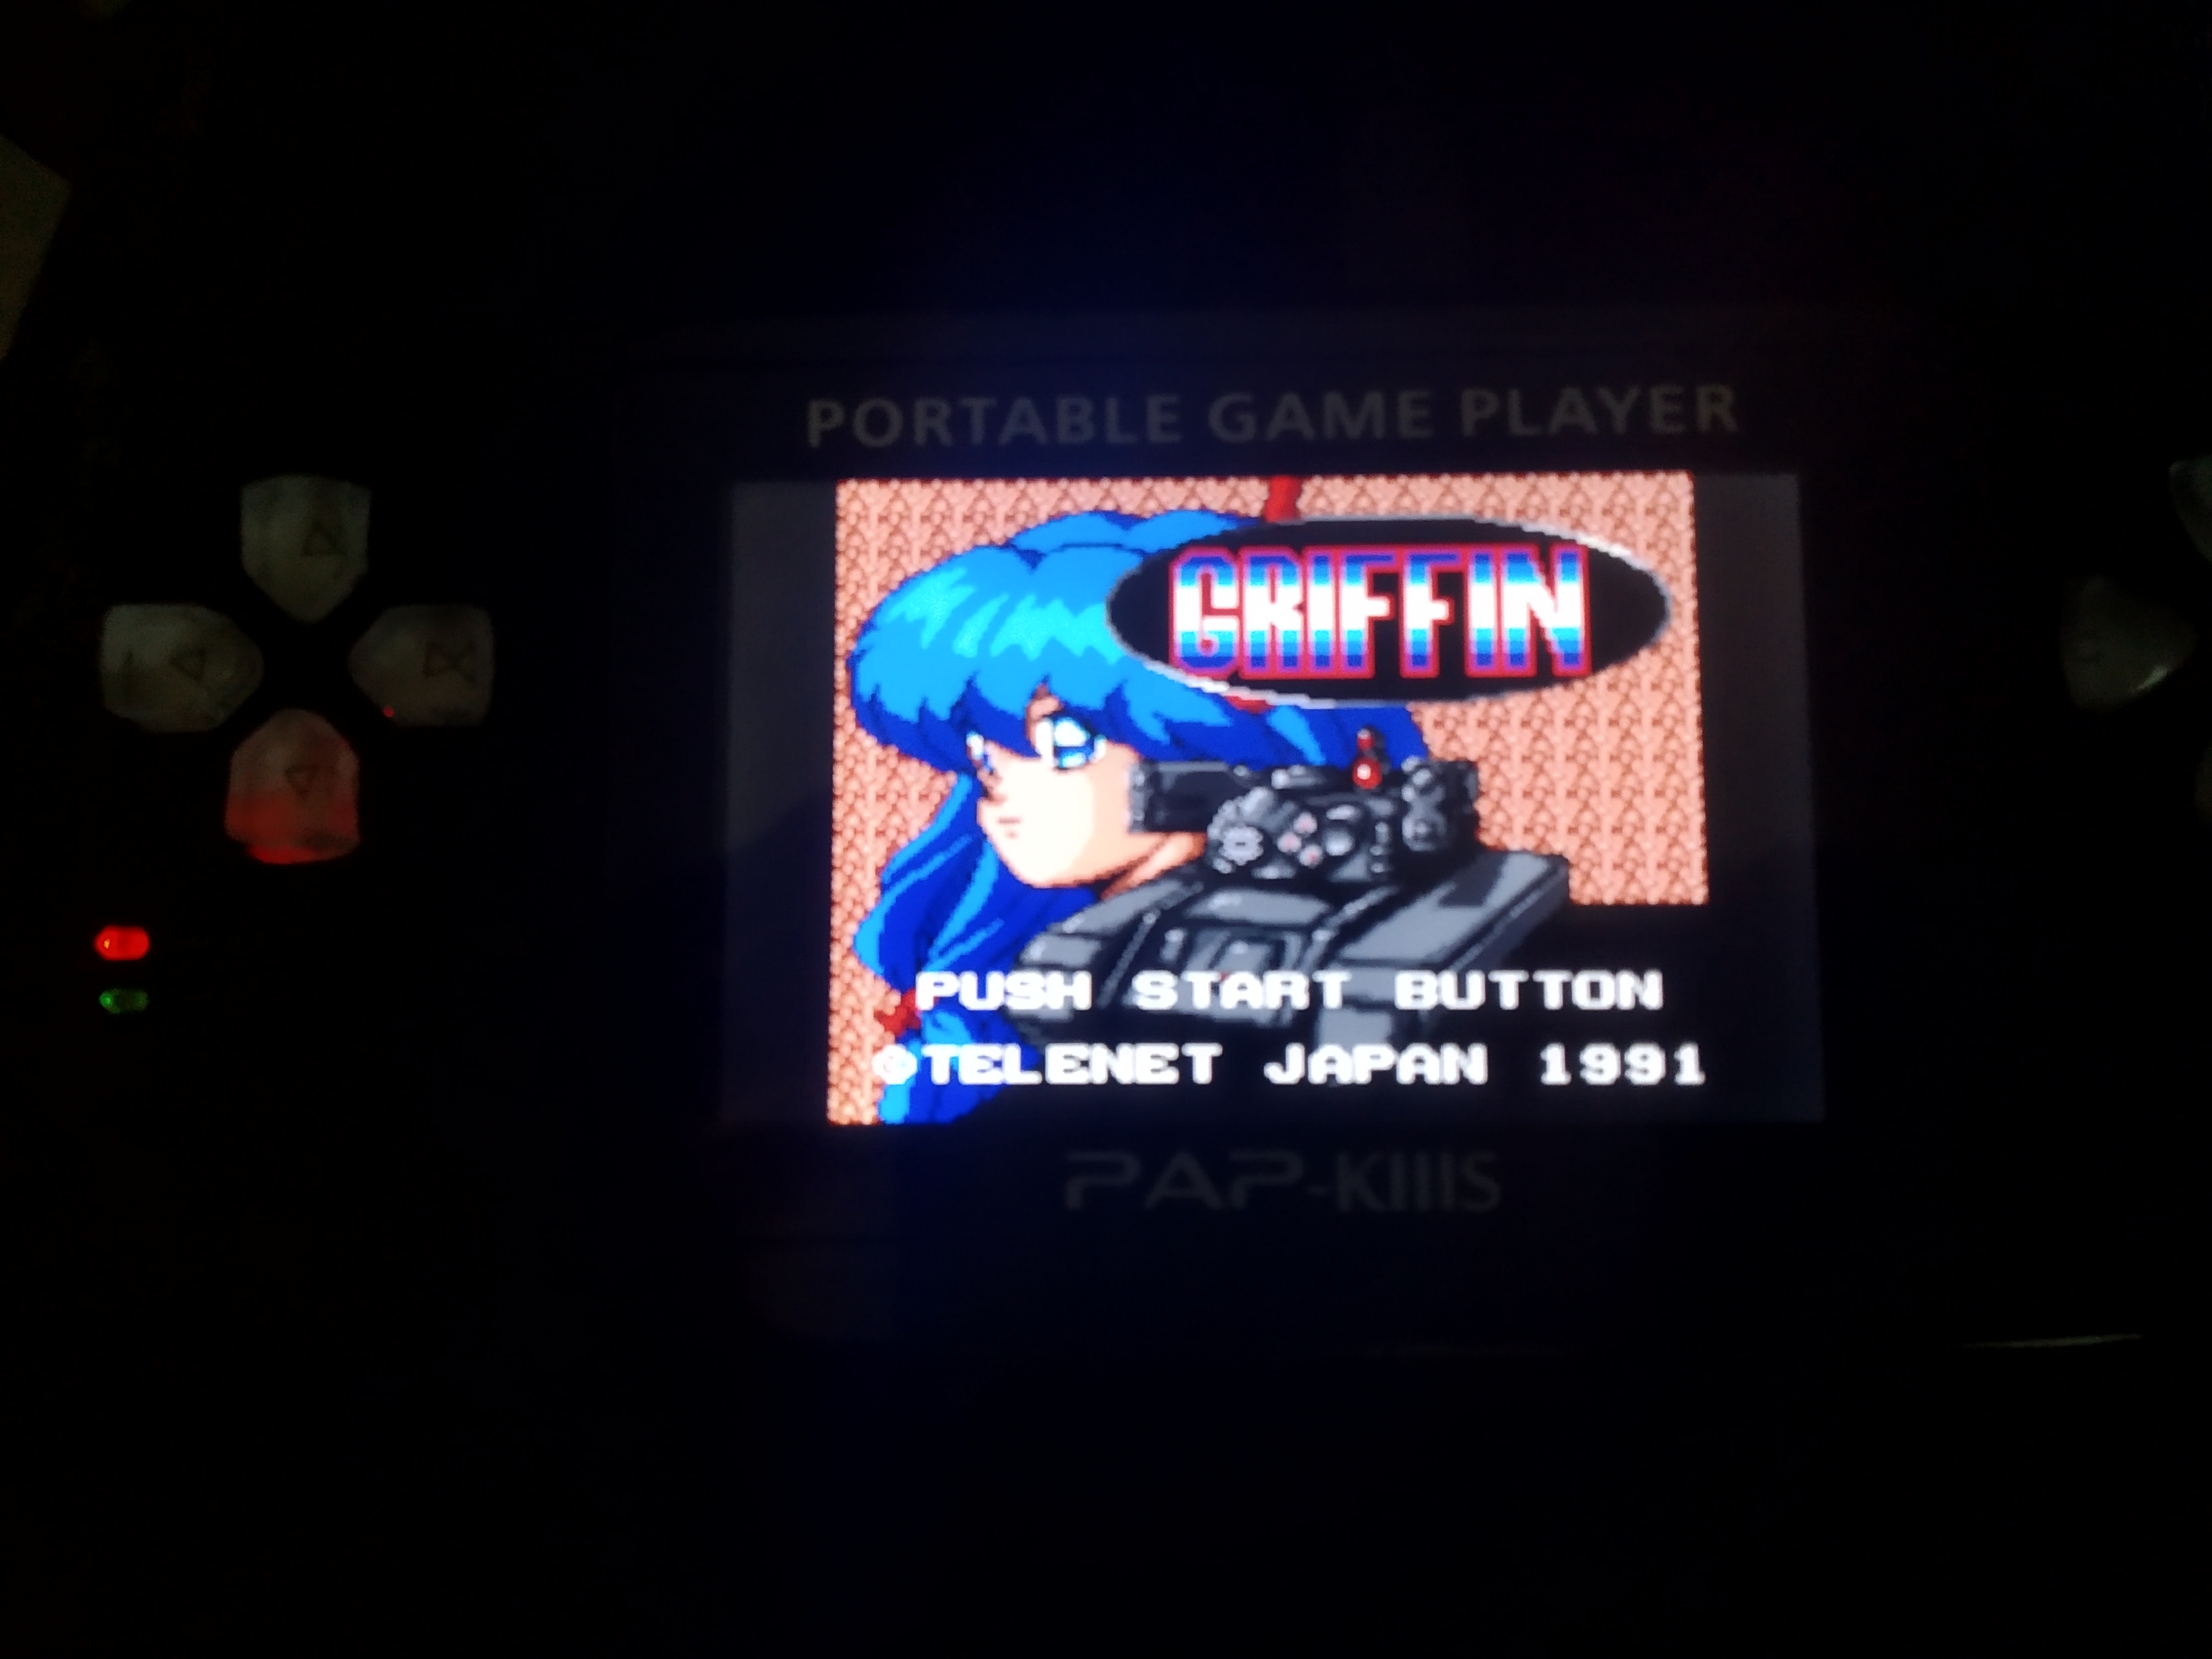 PORTABLE GAME PLAYER
GRIFFIN
PUSH START BUTTON
©TELENET JAPAN 1991
PAP-KIIIS